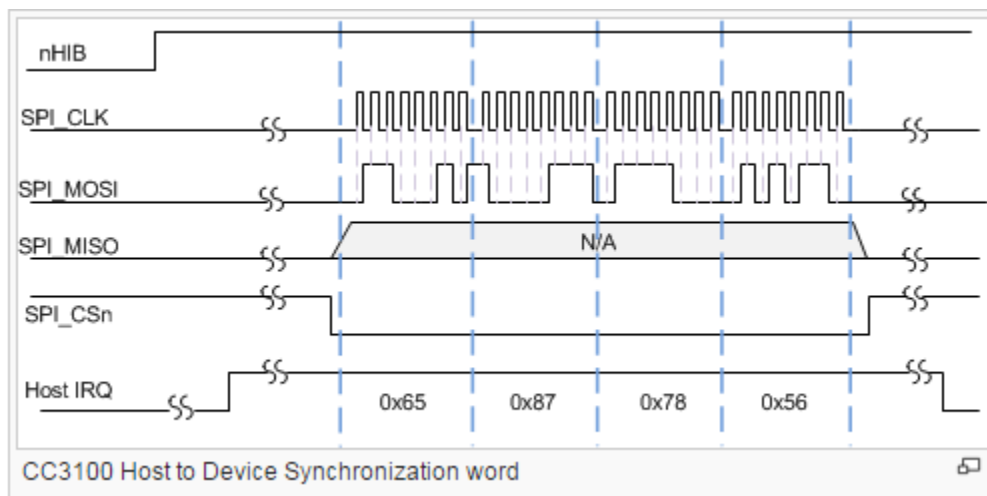 nHIB
SPI_CLK
SPI_MOSI
SPI_MISO
N/A
SPI_CSn
Host IRQ
0x65 0x87 0x78 0x56
CC3100 Host to Device Synchronization word